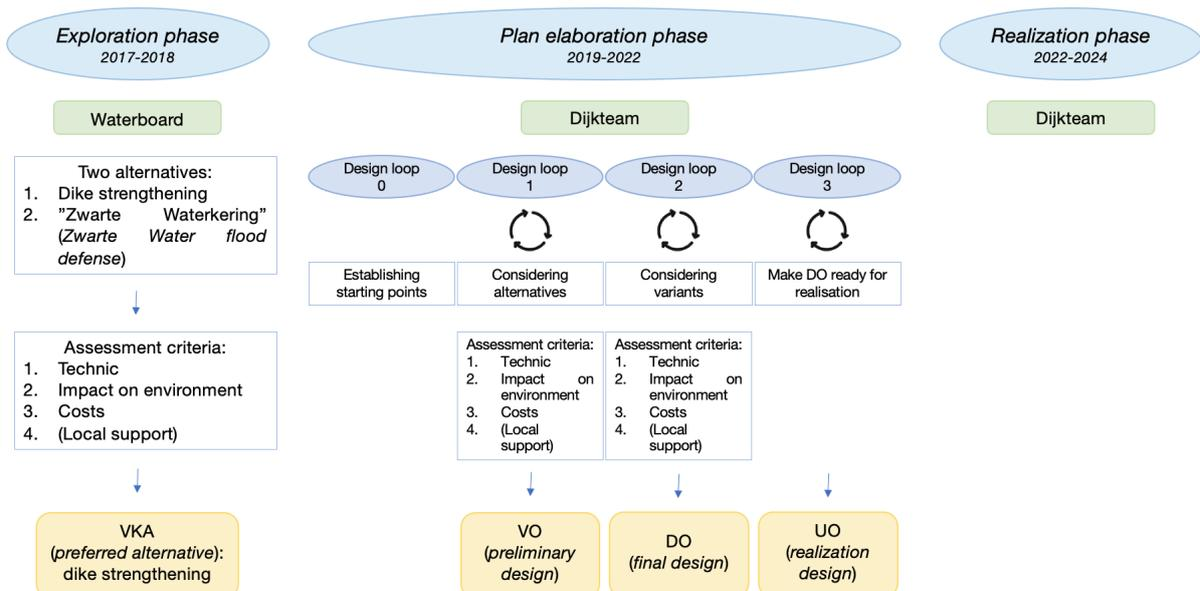 Exploration phase
2017-2018
Waterboard
Two alternatives:
1. Dike strengthening
2. ”Zwarte Waterkering”
(Zwarte Water flood
defense)
Assessment criteria:
1. Technic
2. Impact on environment
3. Costs
4. (Local support)
VKA
(preferred alternative):
dike strengthening
Plan elaboration phase
2019-2022
Dijkteam
Design loop
0
Establishing
starting points
Design loop
1
Considering
alternatives
Assessment criteria:
1. Technic
2. Impact on
environment
3. Costs
4. (Local
support)
VO
(preliminary
design)
Design loop
2
Considering
variants
Assessment criteria:
1. Technic
2. Impact on
environment
3. Costs
4. (Local
support)
DO
(final design)
Design loop
3
Make DO ready for
realisation
UO
(realization
design)
Realization phase
2022-2024
Dijkteam